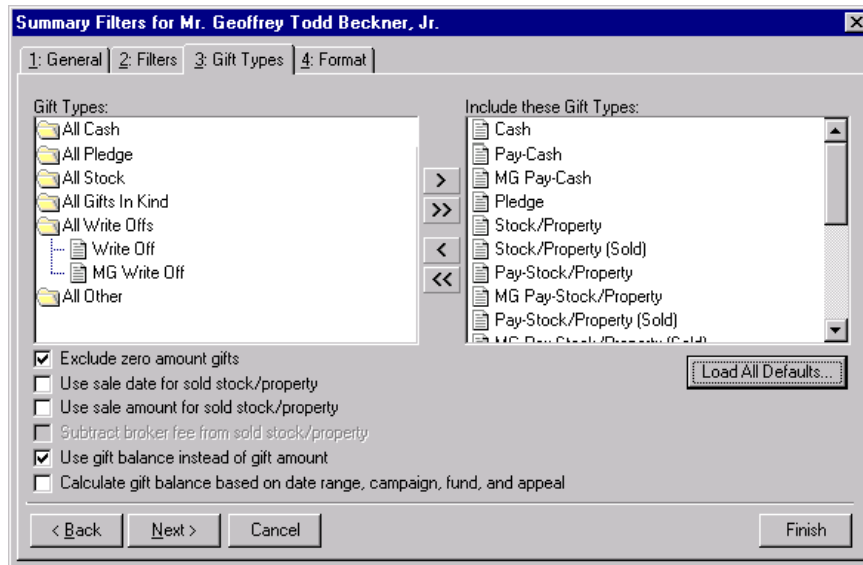 Summary Filters for Mr. Geoffrey Todd Beckner, Jr.
1: General
2: Filters
3: Gift Types
4: Format
Gift Types:
All Cash
All Pledge
All Stock
All Gifts In Kind
All Write Offs
Write Off
MG Write Off
All Other
>
>>
<
<<
Include these Gift Types:
Cash
Pay-Cash
MG Pay-Cash
Pledge
Stock/Property
Stock/Property (Sold)
Pay-Stock/Property
MG Pay-Stock/Property
Pay-Stock/Property (Sold)
MG Pay-Stock/Property (Sold)
Exclude zero amount gifts
Use sale date for sold stock/property
Use sale amount for sold stock/property
Subtract broker fee from sold stock/property
Use gift balance instead of gift amount
Calculate gift balance based on date range, campaign, fund, and appeal
Load All Defaults...
< Back
Next >
Cancel
Finish